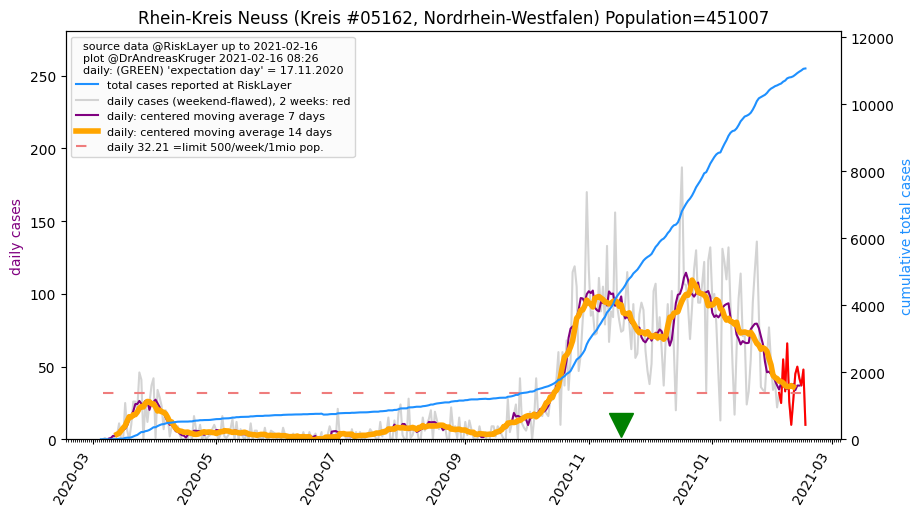 Rhein-Kreis Neuss (Kreis #05162, Nordrhein-Westfalen) Population=451007
source data @RiskLayer up to 2021-02-16
plot @DrAndreasKruger 2021-02-16 08:26
daily: (GREEN) 'expectation day' = 17.11.2020
total cases reported at RiskLayer
daily cases (weekend-flawed), 2 weeks: red
daily: centered moving average 7 days
daily: centered moving average 14 days
daily 32.21 =limit 500/week/1mio pop.
daily cases
250
200
150
100
50
0
cumulative total cases
12000
10000
8000
6000
4000
2000
0
2020-03
2020-05
2020-07
2020-09
2020-11
2021-01
2021-03